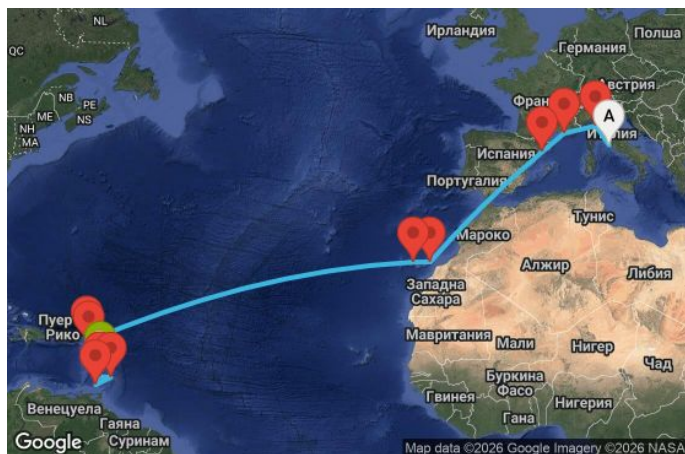 NL
QC
NB
PE
ME
NS
NH
MA
Ирландия
Полша
Германия
Австрия
Фран
A
Италия
Испания
Португалия
Тунис
Мароко
Алжир
Либия
Западна
Сахара
Пуер
Рико
Мавритания
Мали
Нигер
Чад
Буркина
Фасо
Венецуела
Гвинея
Нигерия
Гаяна
Гана
Суринам
Google
Map data ©2026 Google Imagery ©2026 NASA